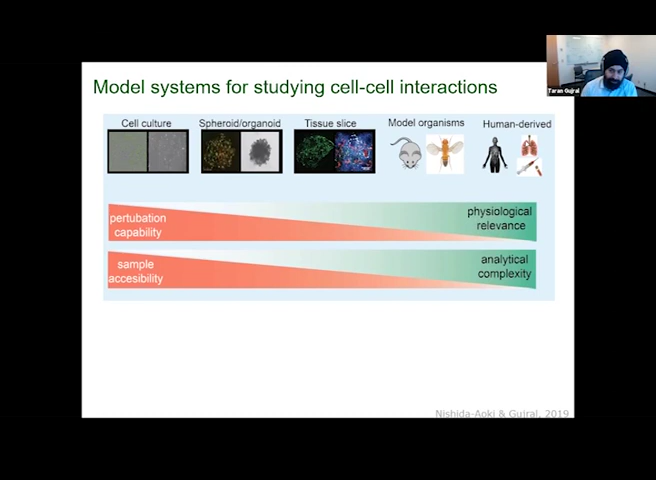 Taran Gujral
Model systems for studying cell-cell interactions
Cell culture
Spheroid/organoid
Tissue slice
Model organisms
Human-derived
pertubation
capability
physiological
relevance
sample
accesibility
analytical
complexity
Nishida-Aoki & Gujral, 2019